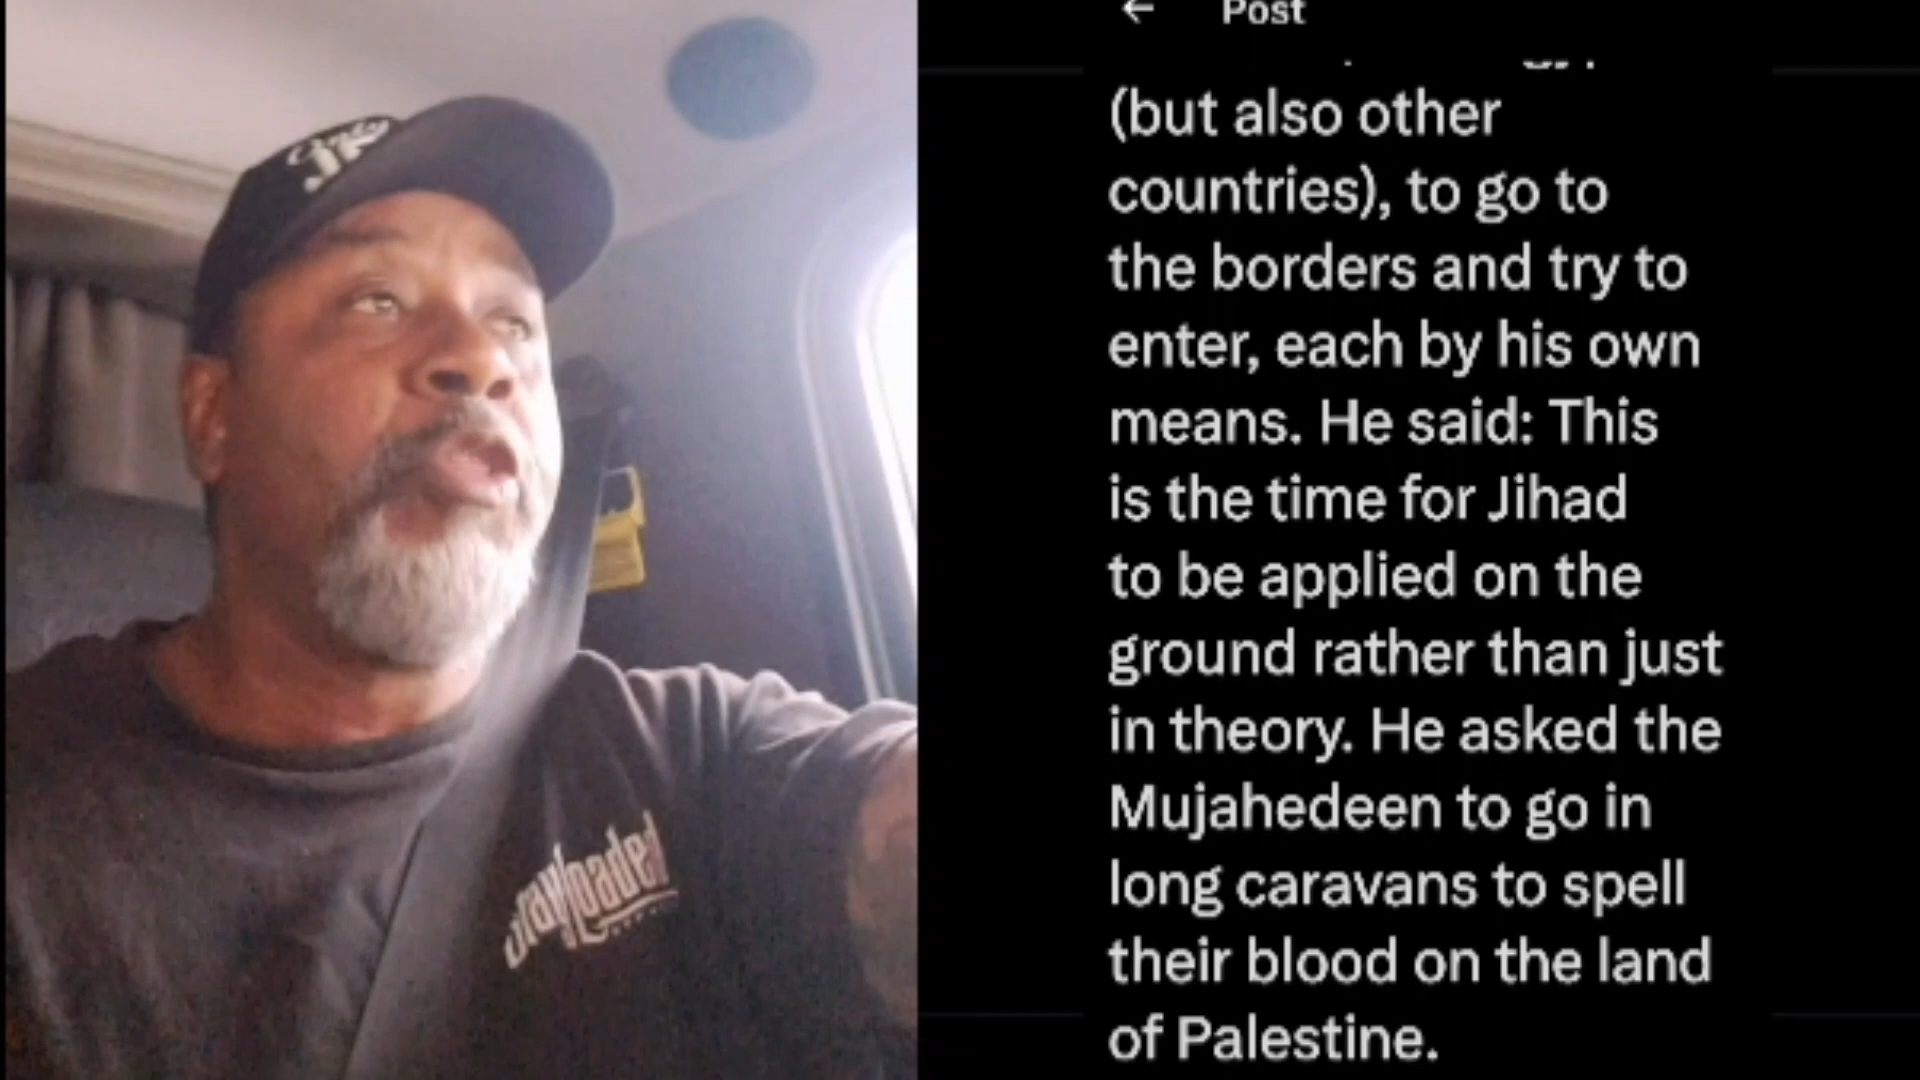 ← Post
(but also other
countries), to go to
the borders and try to
enter, each by his own
means. He said: This
is the time for Jihad
to be applied on the
ground rather than just
in theory. He asked the
Mujahedeen to go in
long caravans to spell
their blood on the land
of Palestine.